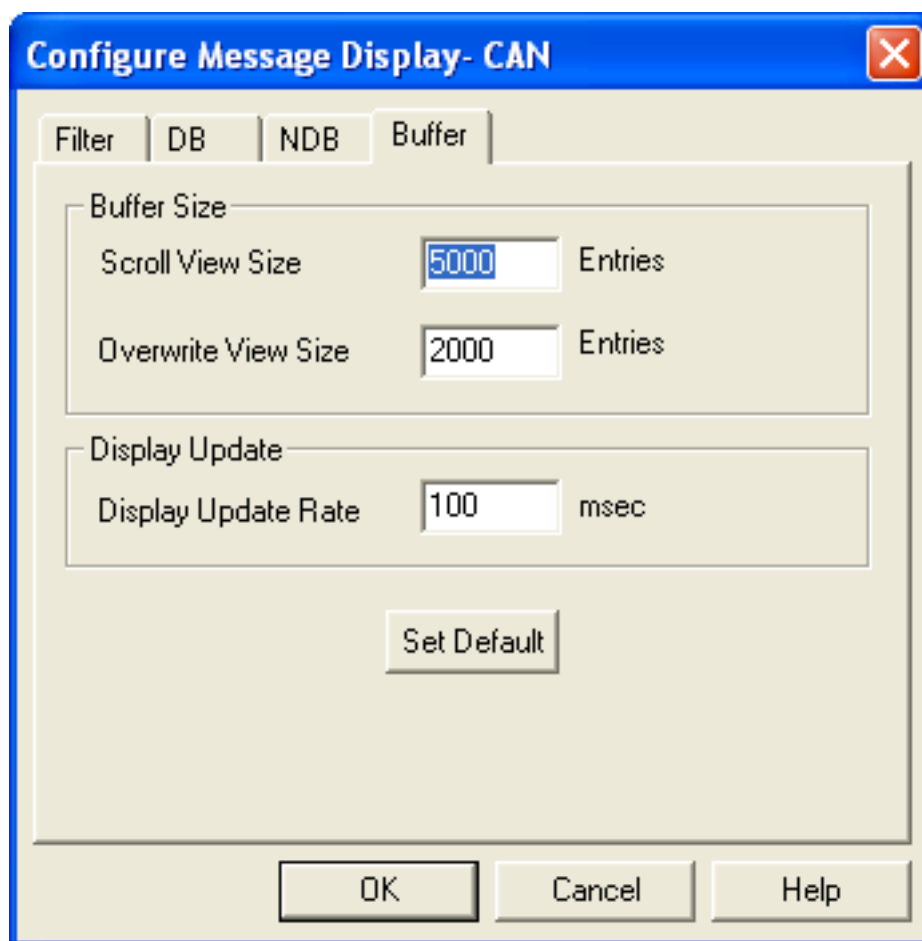 Configure Message Display- CAN
Filter DB NDB Buffer
Buffer Size
Scroll View Size 5000 Entries
Overwrite View Size 2000 Entries
Display Update
Display Update Rate 100 msec
Set Default
OK Cancel Help